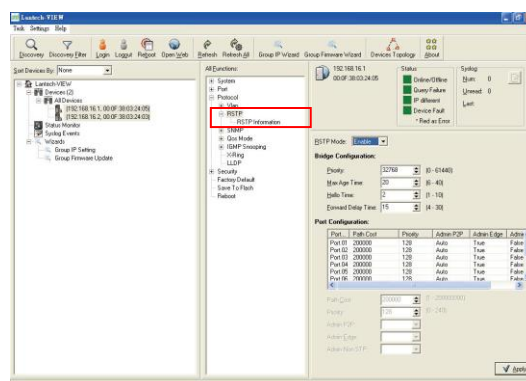 Lantech-VIEW
Task Settings Help
Discovery Discovery Filter Login Logout Reboot Open Web Refresh Refresh All Group IP Wizard Group Firmware Wizard Devices Topology About
Sort Devices By: None
Lantech-VIEW
Devices (2)
All Devices
(192.168.16.1, 00:0F:38:03:24:05)
(192.168.16.2, 00:0F:38:03:24:03)
Status Monitor
Syslog Events
Wizards
Group IP Setting
Group Firmware Update
All Functions:
System
Port
Protocol
Vlan
RSTP
RSTP Information
SNMP
Qos Mode
IGMP Snooping
X-Ring
LLDP
Security
Factory Default
Save To Flash
Reboot
192.168.16.1
00:0F:38:03:24:05
Status
Online/Offline
Query Failure
IP different
Device Fault
* Red as Error
Syslog
Num: 0
Unread: 0
Last:
RSTP Mode: Enable
Bridge Configuration:
Priority: 32768 (0 - 61440)
Max Age Time: 20 (6 - 40)
Hello Time: 2 (1 - 10)
Forward Delay Time: 15 (4 - 30)
Port Configuration:
Port... Path Cost Priority Admin P2P Admin Edge Admin
Port.01 200000 128 Auto True False
Port.02 200000 128 Auto True False
Port.03 200000 128 Auto True False
Port.04 200000 128 Auto True False
Port.05 200000 128 Auto True False
Port.06 200000 128 Auto True False
Path Cost: 200000 (1 - 200000000)
Priority: 128 (0 - 240)
Admin P2P:
Admin Edge:
Admin Non STP:
Apply